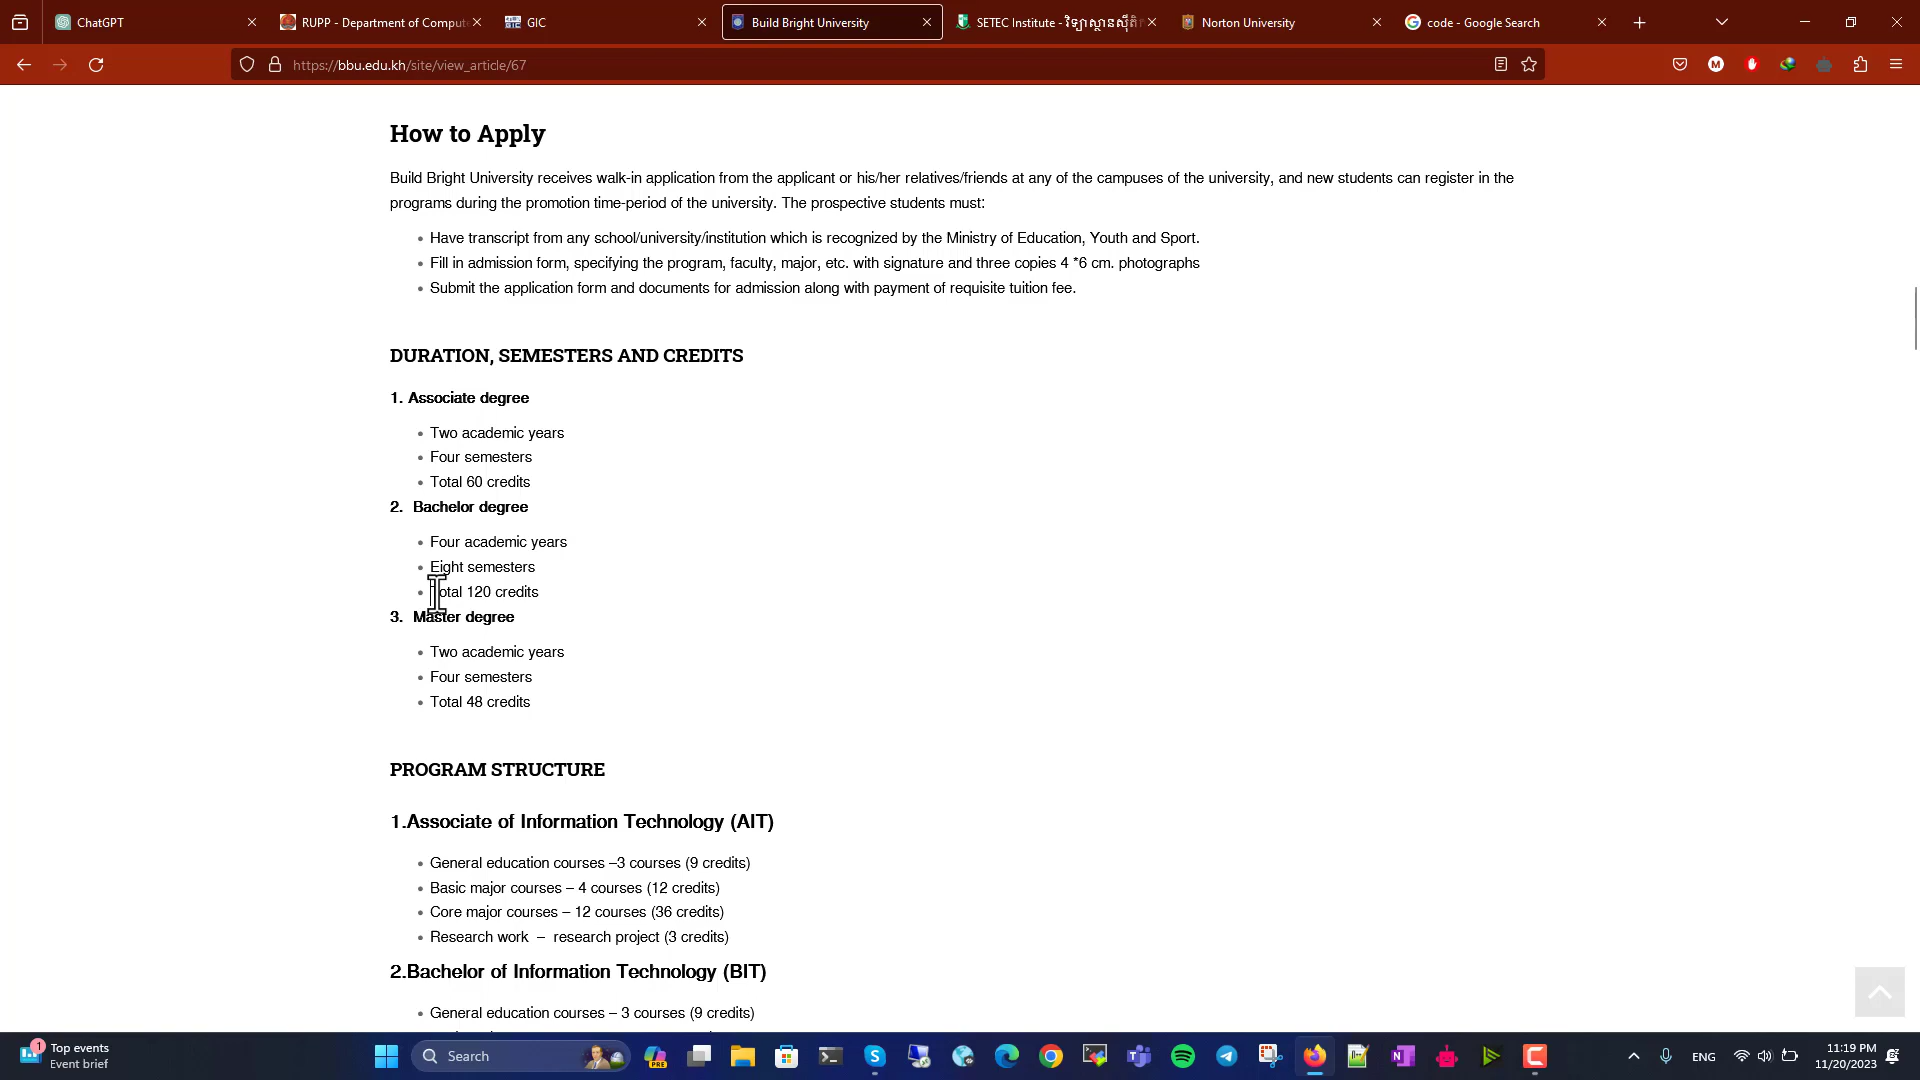 ChatGPT
RUPP - Department of Compute
GIC
Build Bright University
SETEC Institute - វិទ្យាស្ថានស៊ីតិក
Norton University
code - Google Search
https://bbu.edu.kh/site/view_article/67
How to Apply
Build Bright University receives walk-in application from the applicant or his/her relatives/friends at any of the campuses of the university, and new students can register in the
programs during the promotion time-period of the university. The prospective students must:
Have transcript from any school/university/institution which is recognized by the Ministry of Education, Youth and Sport.
Fill in admission form, specifying the program, faculty, major, etc. with signature and three copies 4 *6 cm. photographs
Submit the application form and documents for admission along with payment of requisite tuition fee.
DURATION, SEMESTERS AND CREDITS
1. Associate degree
Two academic years
Four semesters
Total 60 credits
2. Bachelor degree
Four academic years
Eight semesters
Total 120 credits
3. Master degree
Two academic years
Four semesters
Total 48 credits
PROGRAM STRUCTURE
1.Associate of Information Technology (AIT)
General education courses –3 courses (9 credits)
Basic major courses – 4 courses (12 credits)
Core major courses – 12 courses (36 credits)
Research work – research project (3 credits)
2.Bachelor of Information Technology (BIT)
General education courses – 3 courses (9 credits)
1
Top events
Event brief
Search
PRE
ENG
11:19 PM
11/20/2023